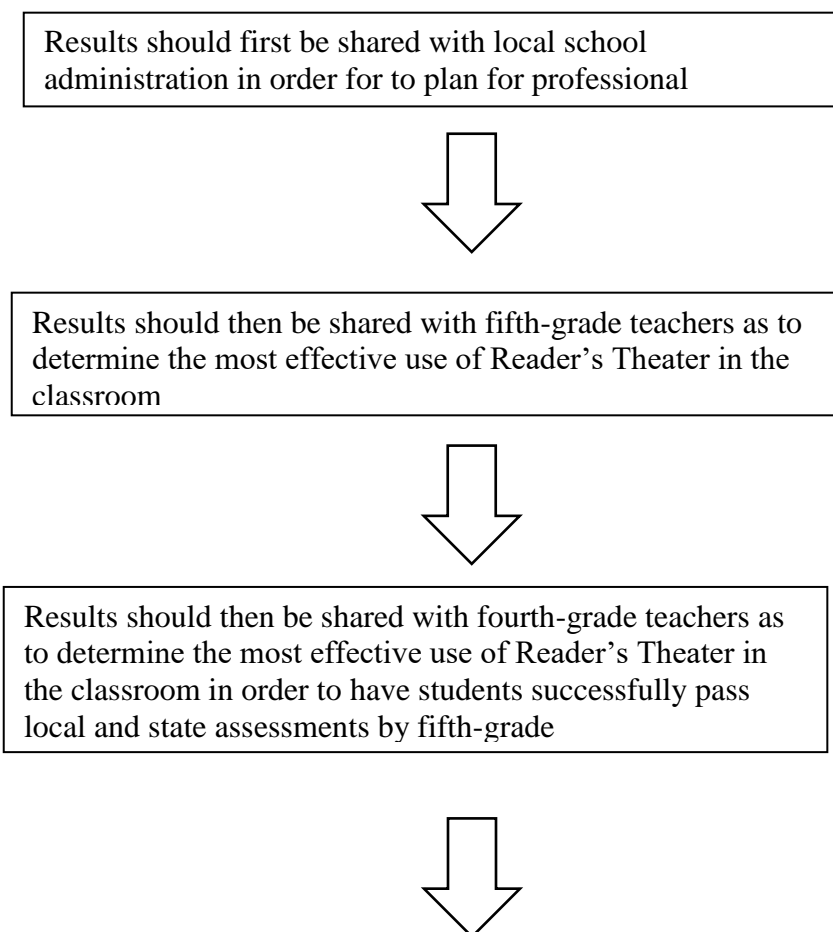 Results should first be shared with local school
administration in order for to plan for professional
Results should then be shared with fifth-grade teachers as to
determine the most effective use of Reader’s Theater in the
classroom
Results should then be shared with fourth-grade teachers as
to determine the most effective use of Reader’s Theater in
the classroom in order to have students successfully pass
local and state assessments by fifth-grade